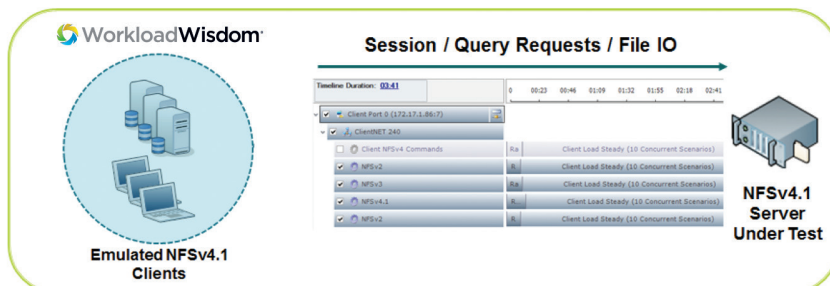 WorkloadWisdom
Session / Query Requests / File IO
Timeline Duration: 03:41
0 00:23 00:46 01:09 01:32 01:55 02:18 02:41
Client Port 0 (172.17.1.86:7)
ClientNET 240
Client NFSv4 Commands Ra Client Load Steady (10 Concurrent Scenarios)
NFSv2 R. Client Load Steady (10 Concurrent Scenarios)
NFSv3 Ra Client Load Steady (10 Concurrent Scenarios)
NFSv4.1 R... Client Load Steady (10 Concurrent Scenarios)
NFSv2 R. Client Load Steady (10 Concurrent Scenarios)
Emulated NFSv4.1
Clients
NFSv4.1
Server
Under Test